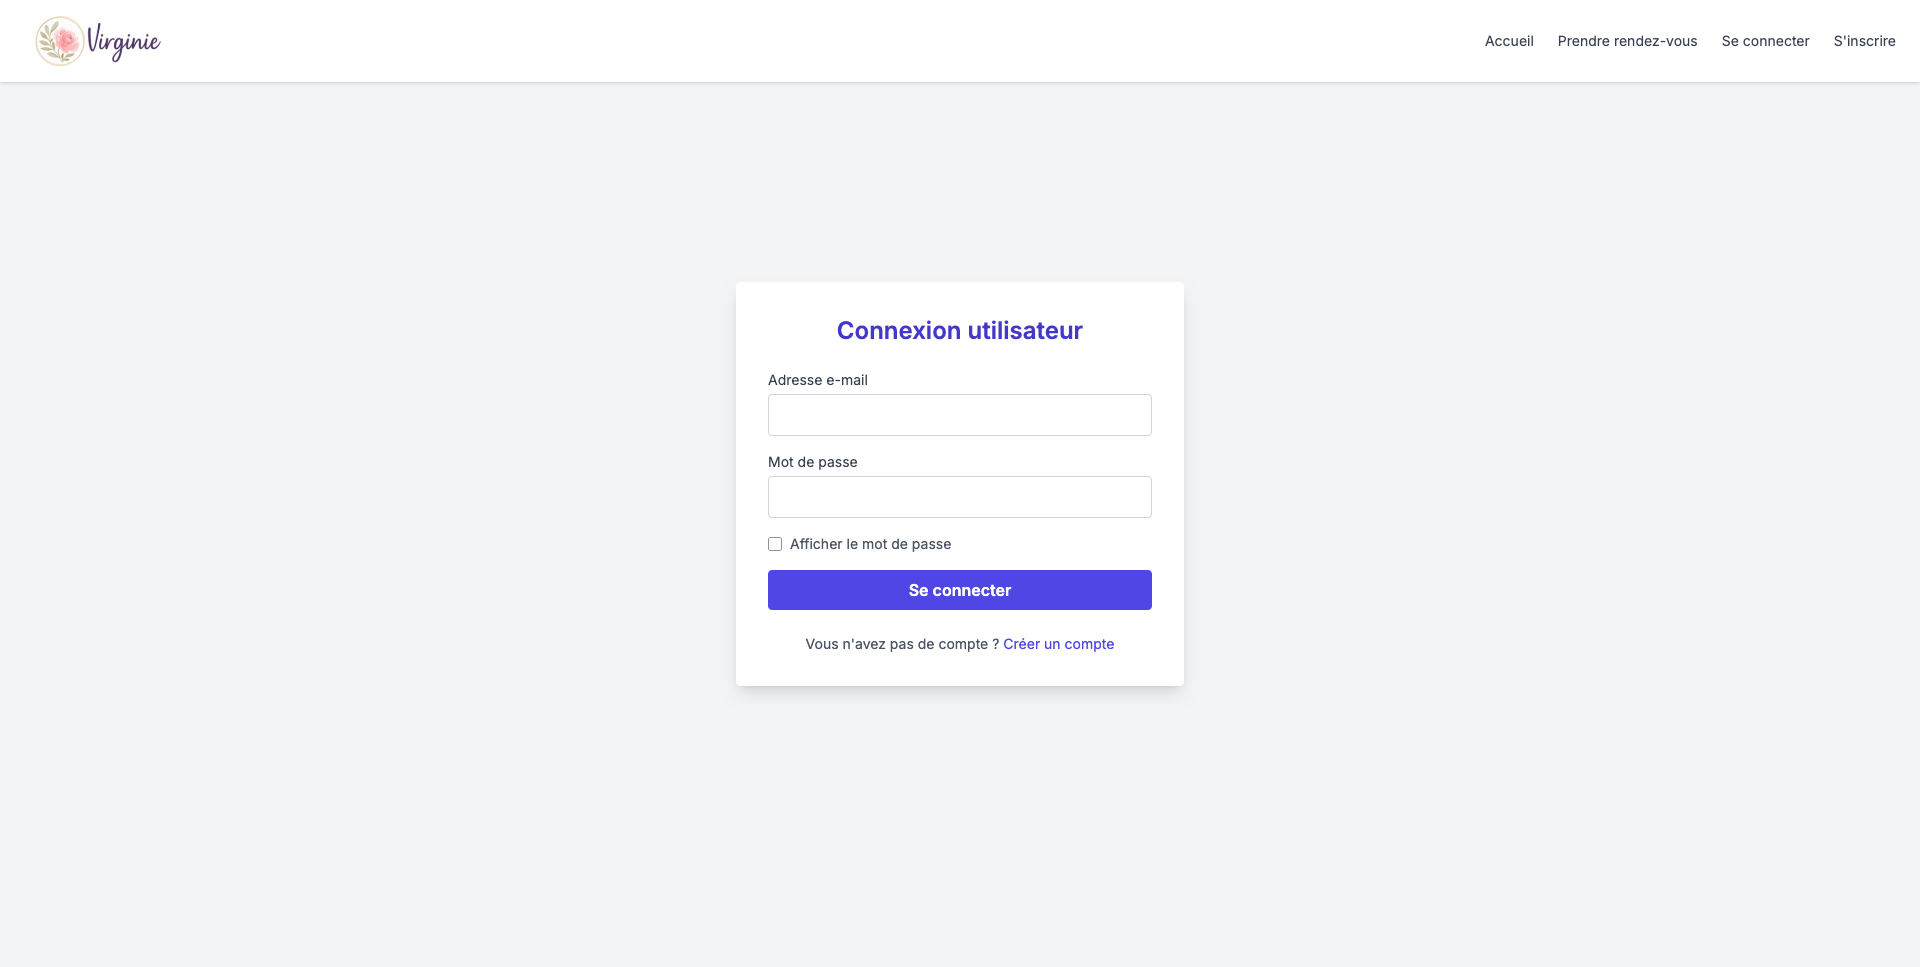 Virginie
Accueil Prendre rendez-vous Se connecter S'inscrire
Connexion utilisateur
Adresse e-mail
Mot de passe
Afficher le mot de passe
Se connecter
Vous n'avez pas de compte ? Créer un compte